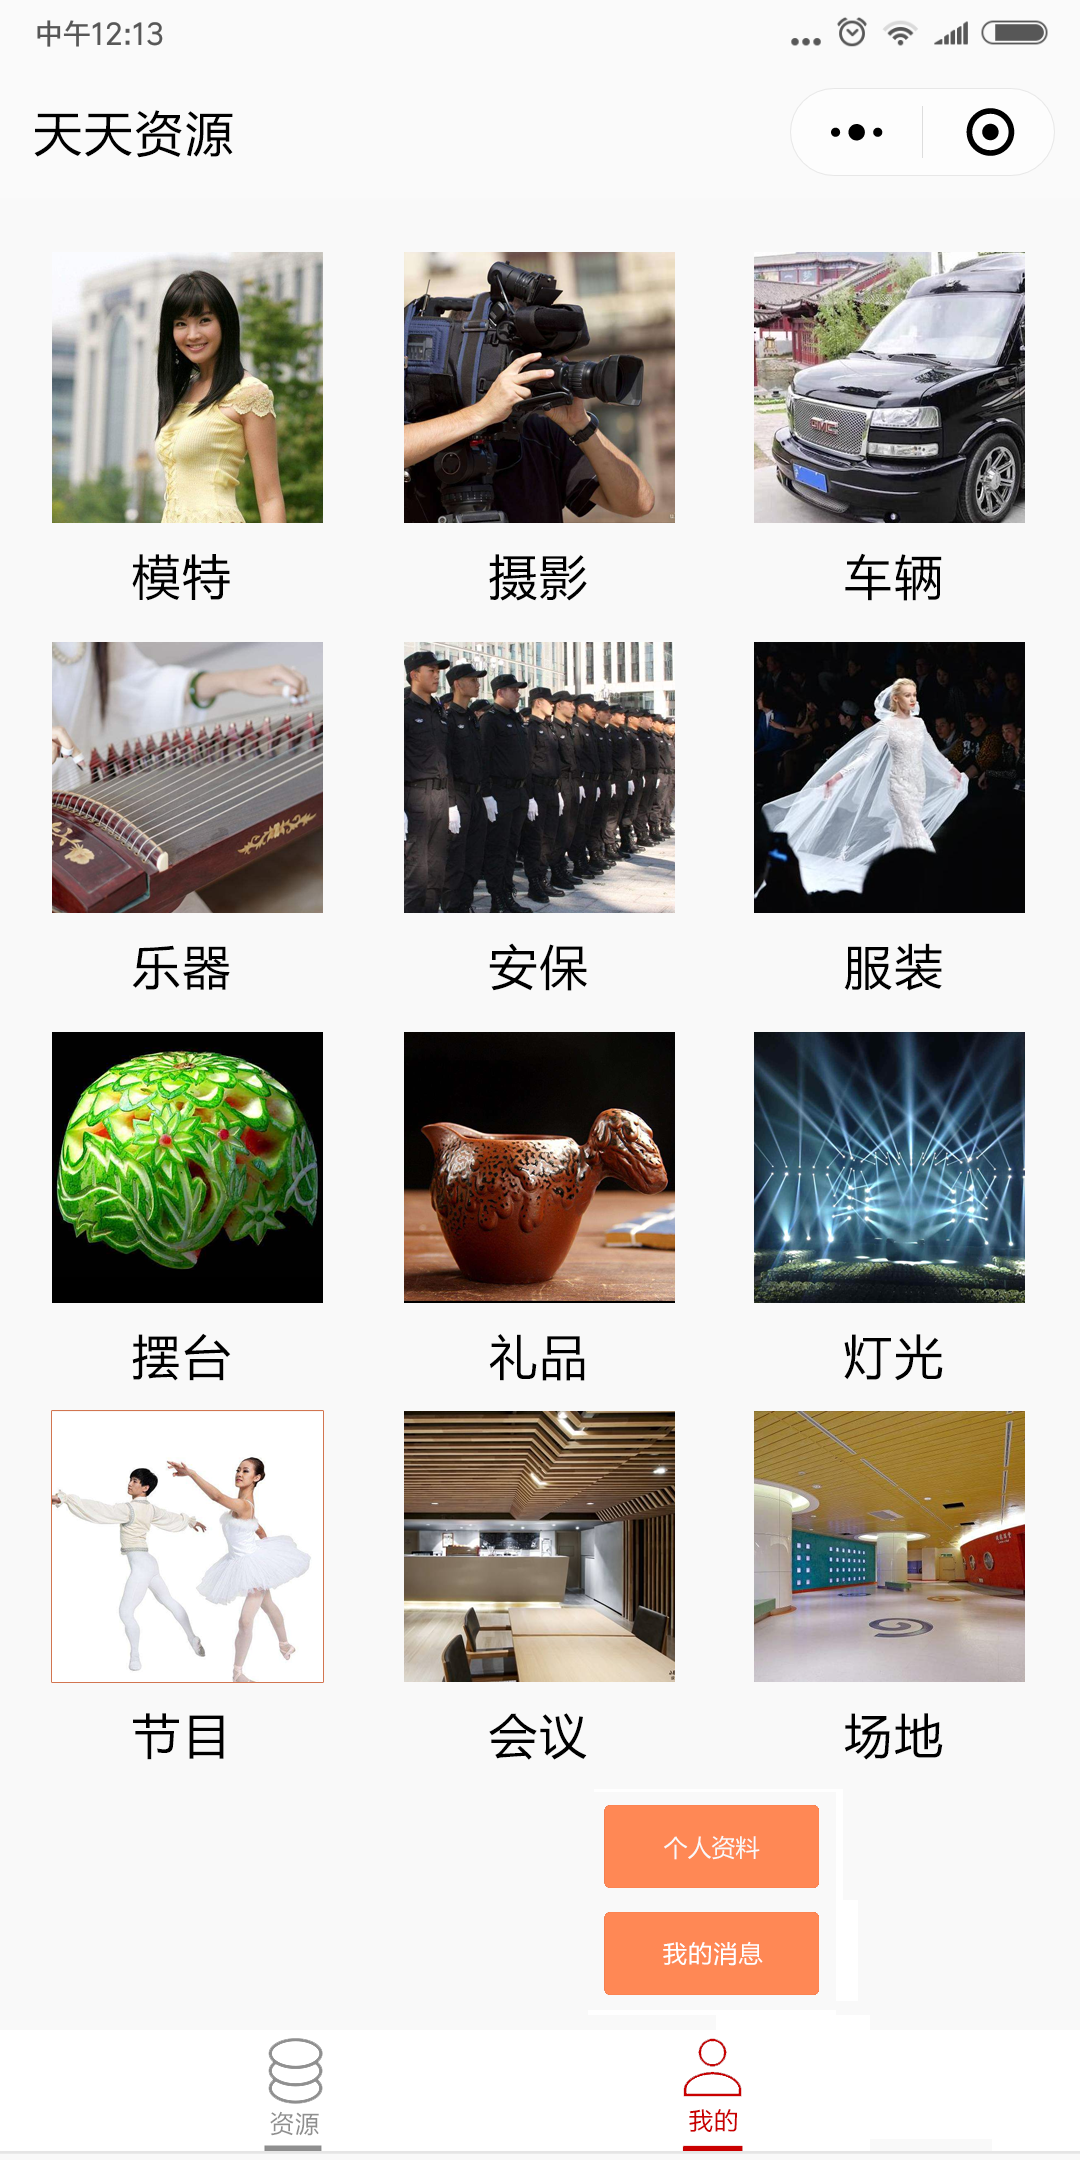 中午12:13
天天资源
模特
摄影
车辆
GMC
乐器
安保
服装
摆台
礼品
灯光
节目
会议
场地
个人资料
我的消息
资源
我的